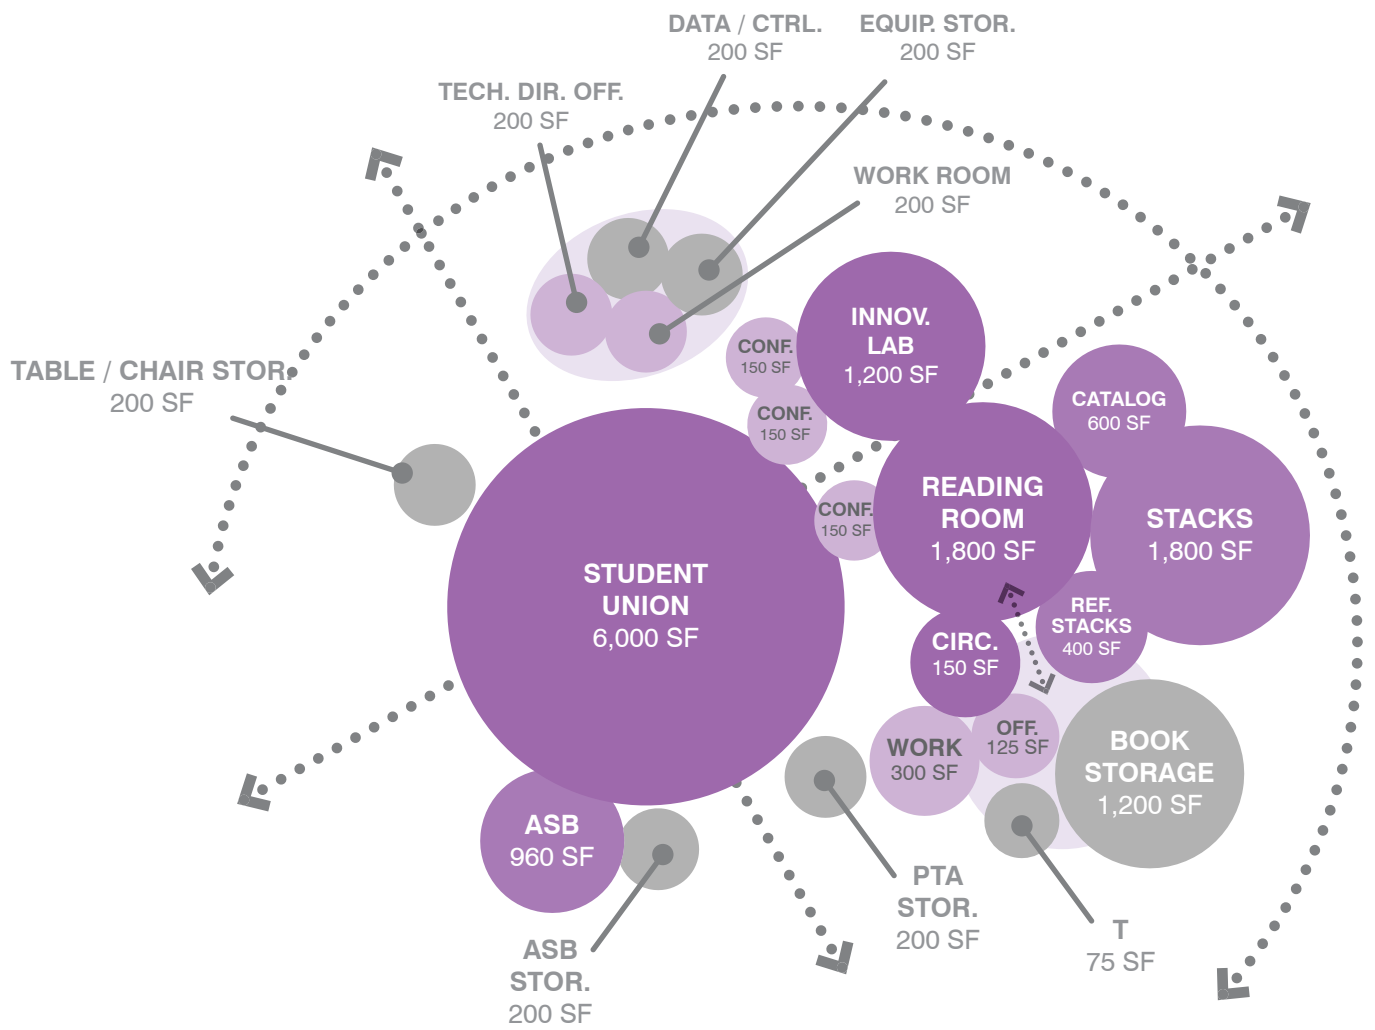 DATA / CTRL.
200 SF
EQUIP. STOR.
200 SF
TECH. DIR. OFF.
200 SF
WORK ROOM
200 SF
TABLE / CHAIR STOR.
200 SF
INNOV.
LAB
1,200 SF
CONF.
150 SF
CONF.
150 SF
CATALOG
600 SF
READING
ROOM
1,800 SF
CONF.
150 SF
STACKS
1,800 SF
STUDENT
UNION
6,000 SF
REF.
STACKS
400 SF
CIRC.
150 SF
OFF.
125 SF
WORK
300 SF
BOOK
STORAGE
1,200 SF
ASB
960 SF
PTA
STOR.
200 SF
T
75 SF
ASB
STOR.
200 SF